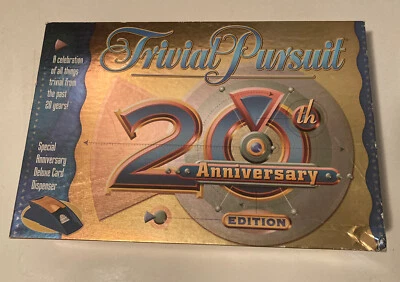 Trivial Pursuit
A celebration
of all things
trivial from the
past
20 years!
20th
Anniversary
EDITION
Special
Anniversary
Deluxe Card
Dispenser